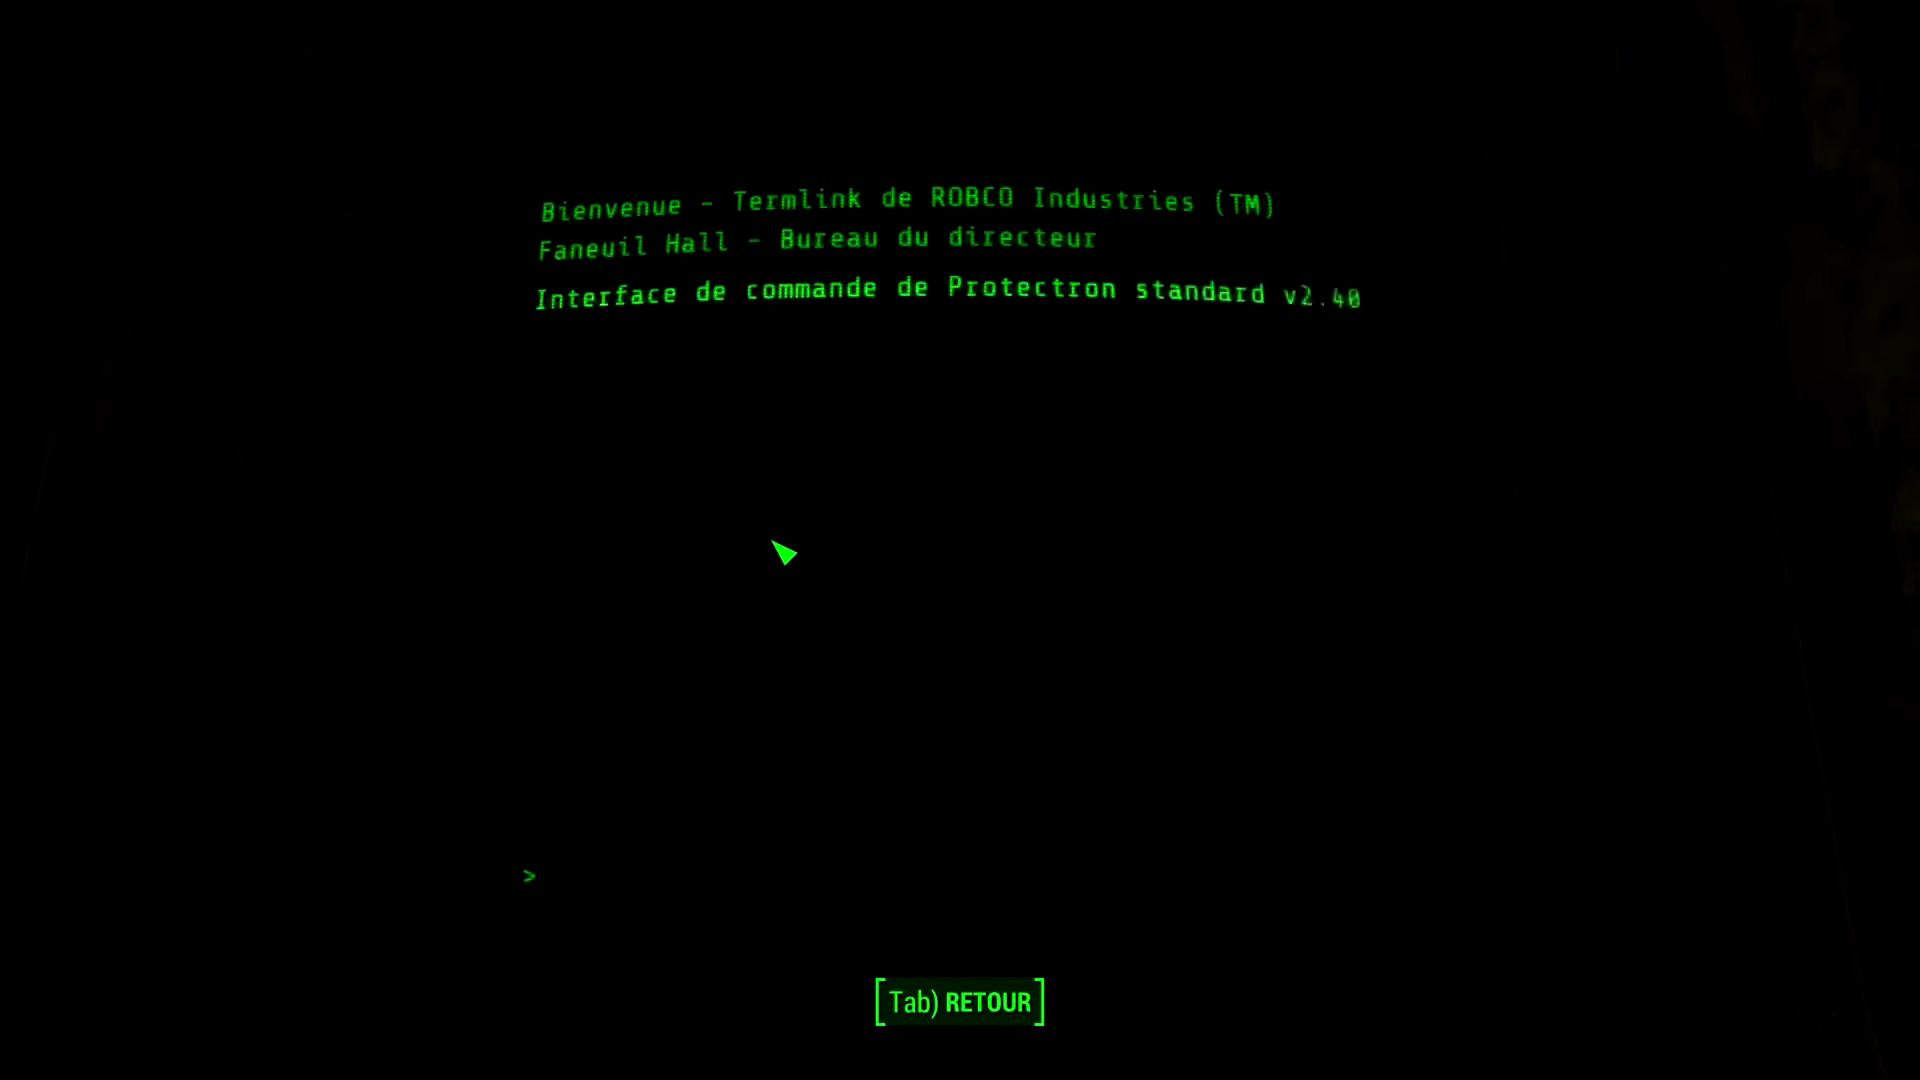 Bienvenue - Termlink de ROBCO Industries (TM)
Faneuil Hall - Bureau du directeur
Interface de commande de Protectron standard v2.40
>
[Tab) RETOUR]